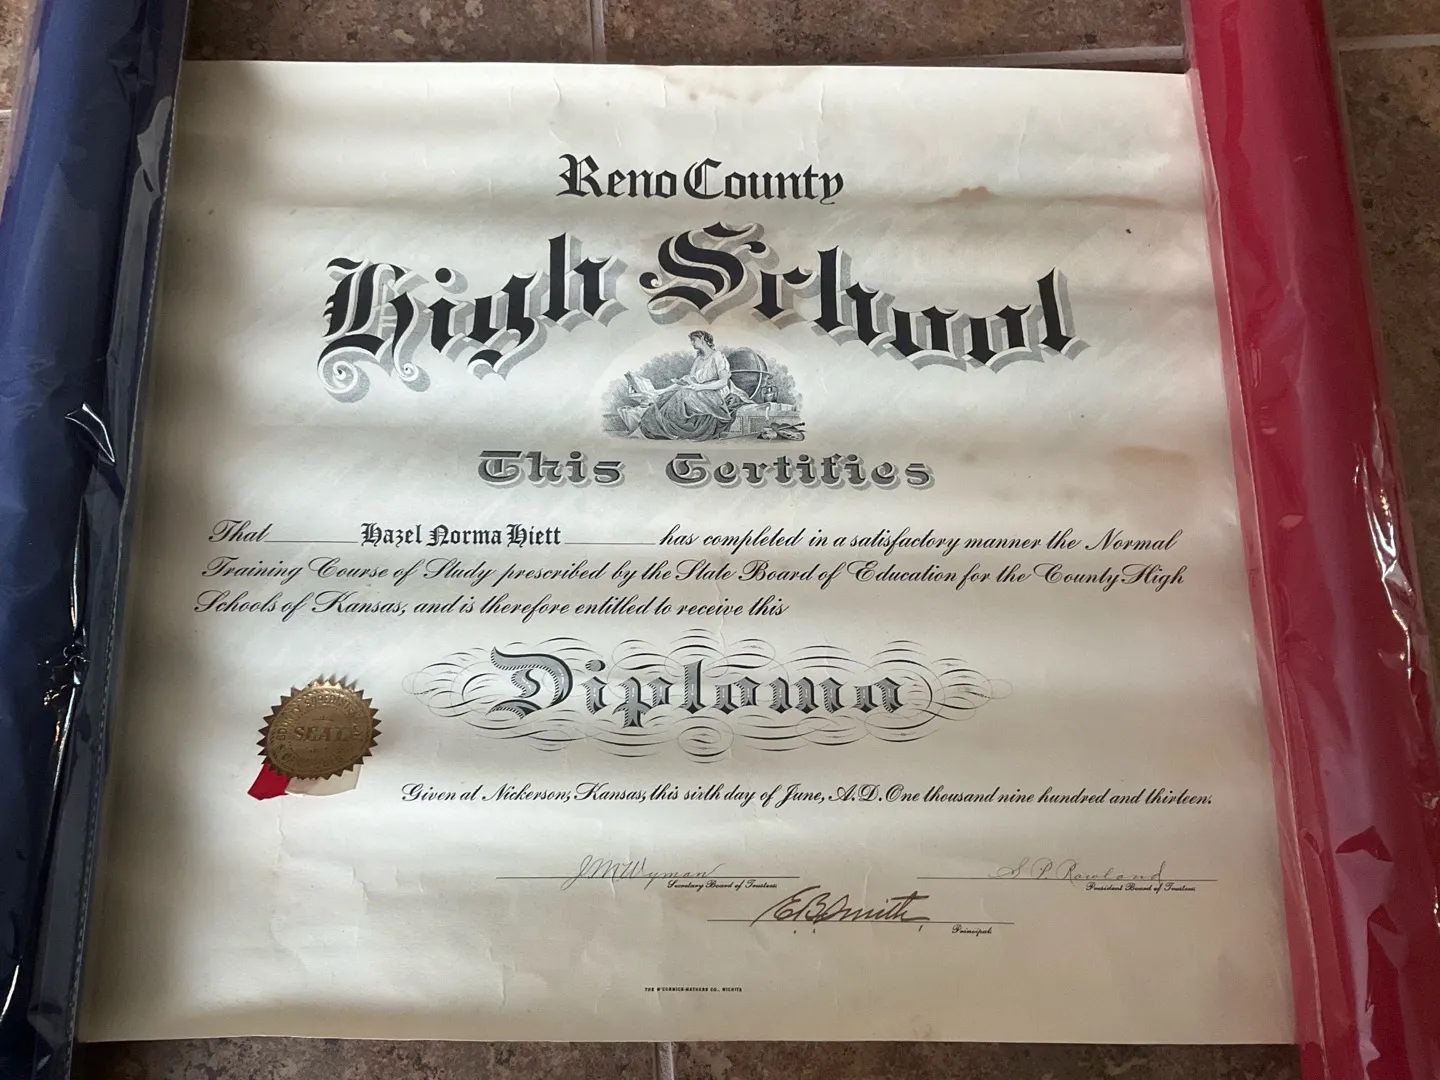 Reno County
High School
This Certifies
That Hazel Norma Hiett has completed in a satisfactory manner the Normal
Training Course of Study prescribed by the State Board of Education for the County High
Schools of Kansas, and is therefore entitled to receive this
Diploma
SEAL
Given at Nickerson, Kansas, this sixth day of June, A.D. One thousand nine hundred and thirteen.
J M Wyman
Secretary Board of Trustees
S. P. Rowland
President Board of Trustees
E B Smith
Principal
THE M'CORMICK-MATHERS CO., WICHITA